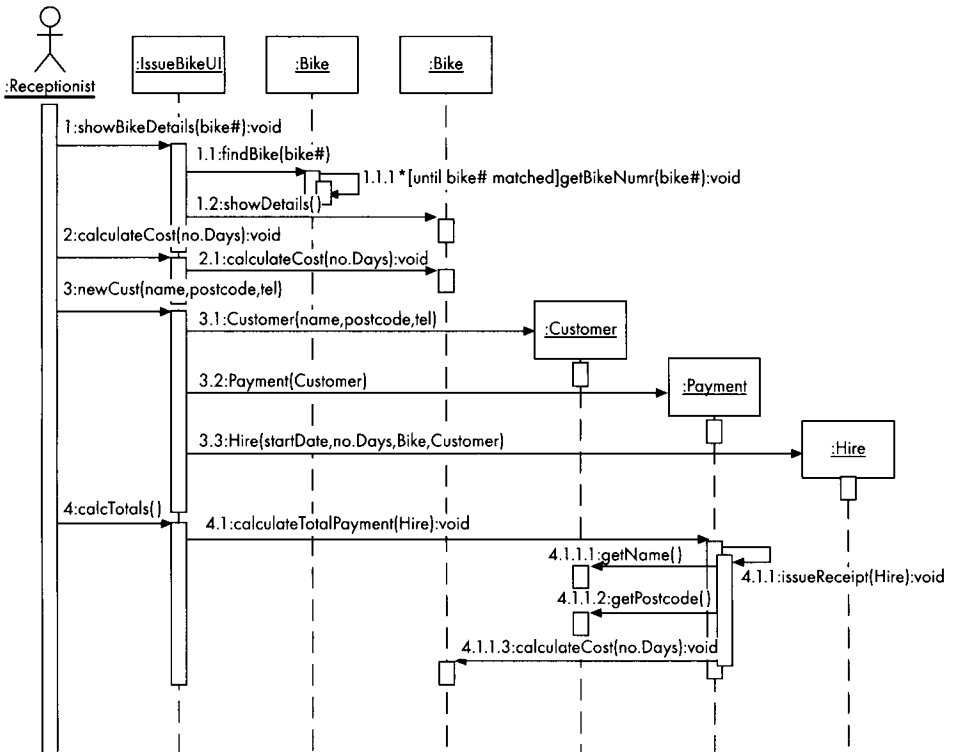 :Receptionist
:IssueBikeUI
:Bike
:Bike
1:showBikeDetails(bike#):void
1.1:findBike(bike#)
1.1.1*[until bike# matched]getBikeNumr(bike#):void
1.2:showDetails()
2:calculateCost(no.Days):void
2.1:calculateCost(no.Days):void
3:newCust(name,postcode,tel)
3.1:Customer(name,postcode,tel)
:Customer
3.2:Payment(Customer)
:Payment
3.3:Hire(startDate,no.Days,Bike,Customer)
:Hire
4:calcTotals()
4.1:calculateTotalPayment(Hire):void
4.1.1.1:getName()
4.1.1:issueReceipt(Hire):void
4.1.1.2:getPostcode()
4.1.1.3:calculateCost(no.Days):void